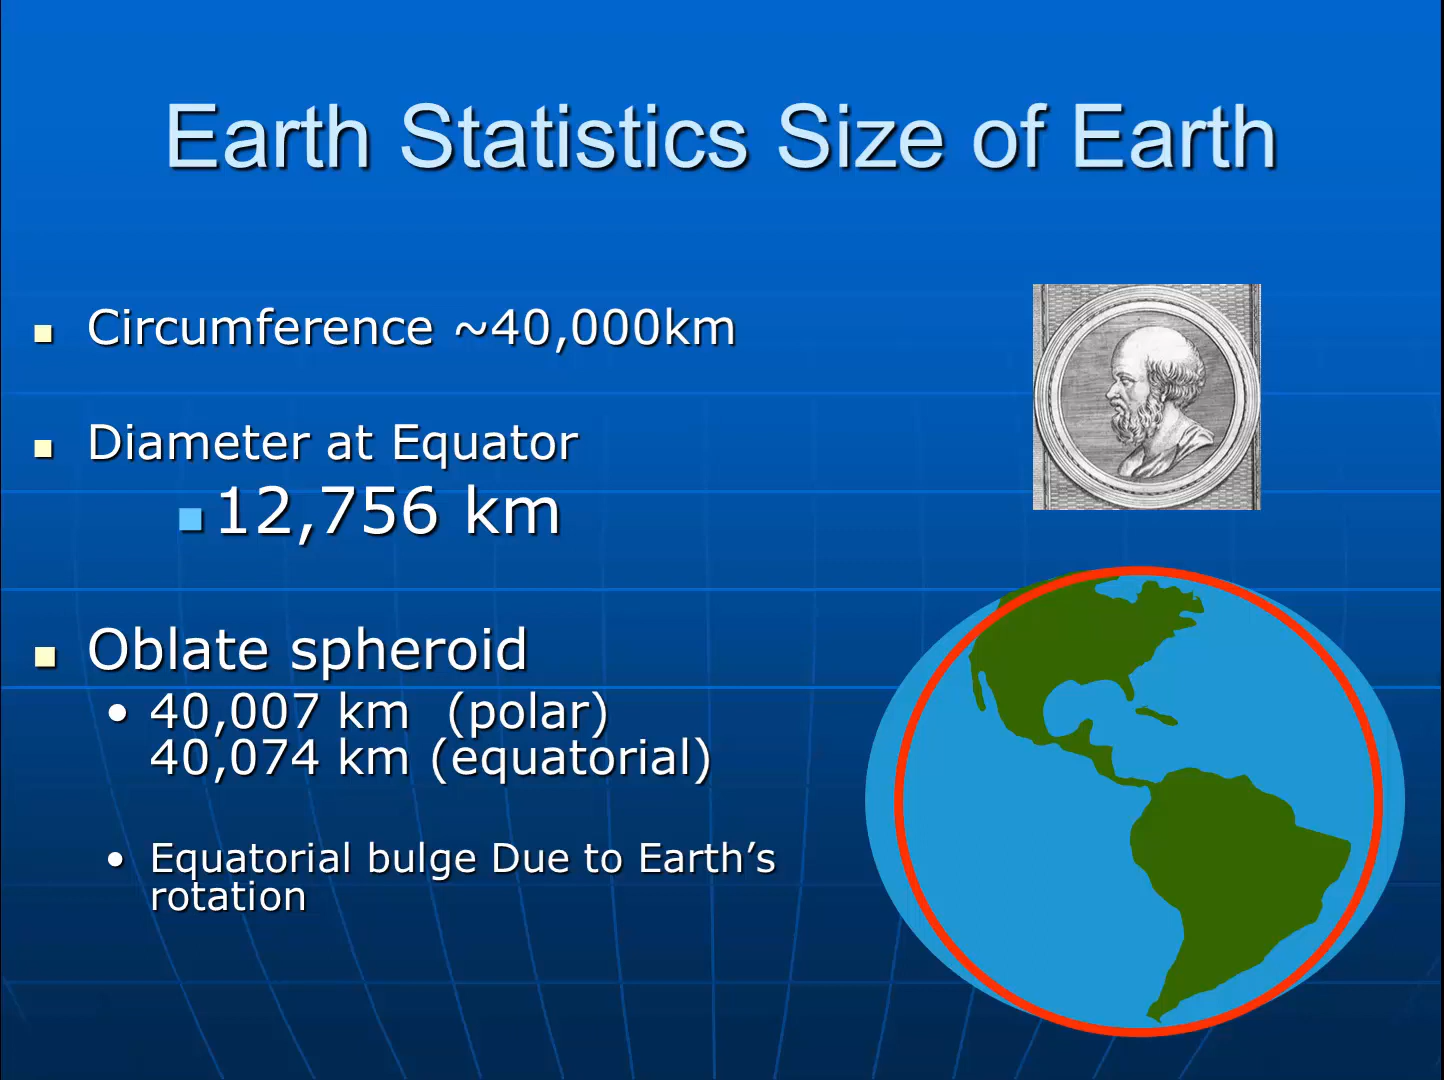 Earth Statistics Size of Earth
Circumference ~40,000km
Diameter at Equator
12,756 km
Oblate spheroid
40,007 km (polar)
40,074 km (equatorial)
Equatorial bulge Due to Earth’s
rotation